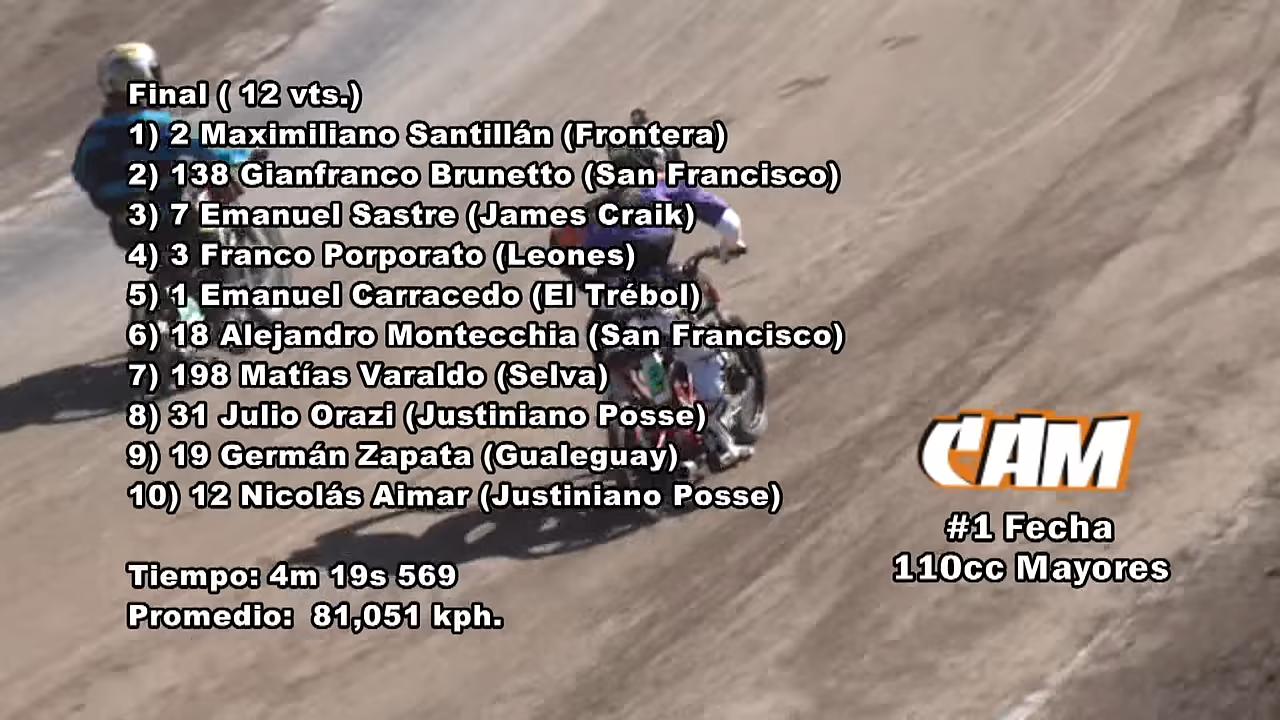 Final ( 12 vts.)
1) 2 Maximiliano Santillán (Frontera)
2) 138 Gianfranco Brunetto (San Francisco)
3) 7 Emanuel Sastre (James Craik)
4) 3 Franco Porporato (Leones)
5) 1 Emanuel Carracedo (El Trébol)
6) 18 Alejandro Montecchia (San Francisco)
7) 198 Matías Varaldo (Selva)
8) 31 Julio Orazi (Justiniano Posse)
9) 19 Germán Zapata (Gualeguay)
10) 12 Nicolás Aimar (Justiniano Posse)
Tiempo: 4m 19s 569
Promedio:  81,051 kph.
CAM
#1 Fecha
110cc Mayores